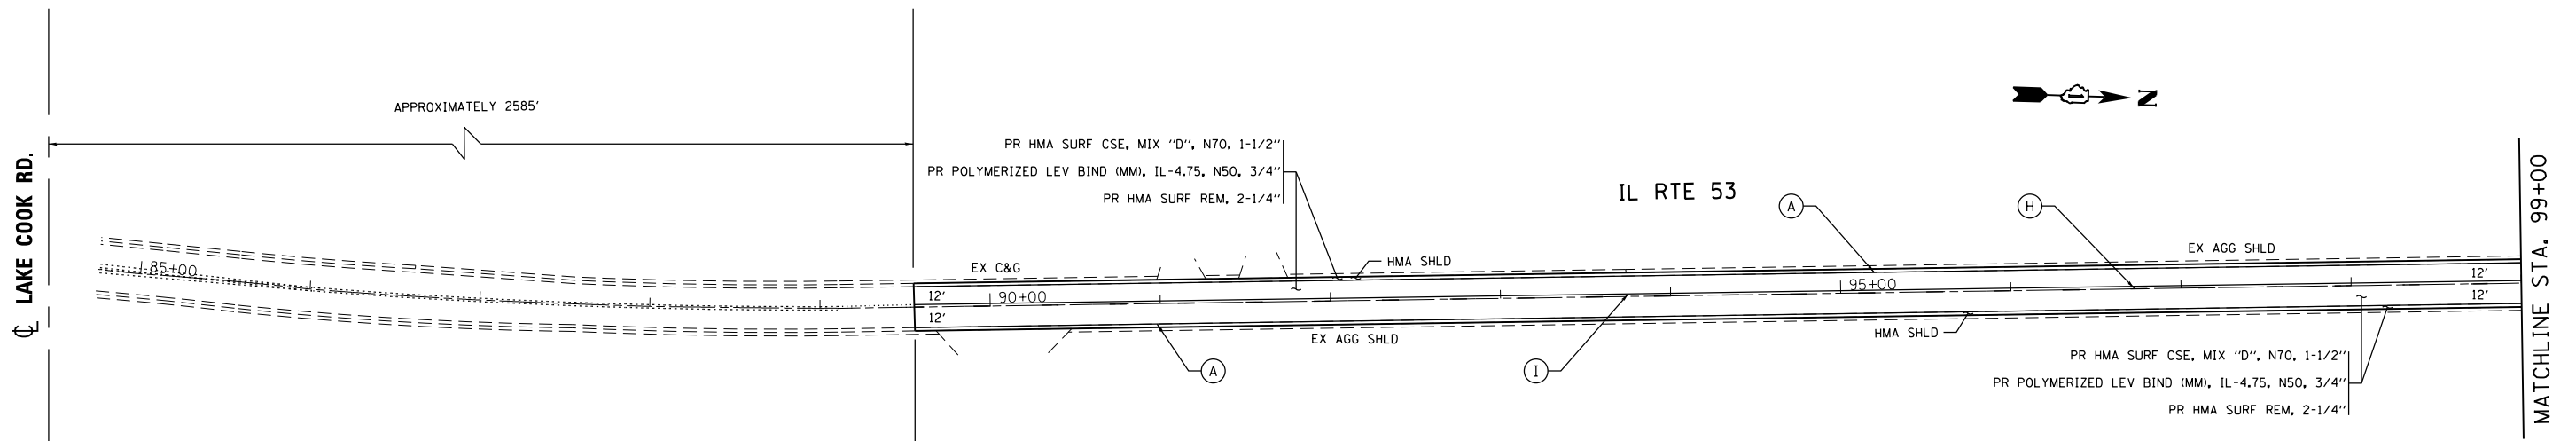 APPROXIMATELY 2585'
℄ LAKE COOK RD.
PR HMA SURF CSE, MIX "D", N70, 1-1/2"
PR POLYMERIZED LEV BIND (MM), IL-4.75, N50, 3/4"
PR HMA SURF REM, 2-1/4"
IL RTE 53
A
H
N
1
MATCHLINE STA. 99+00
85+00
EX C&G
HMA SHLD
EX AGG SHLD
12'
90+00
95+00
12'
12'
12'
EX AGG SHLD
HMA SHLD
A
I
PR HMA SURF CSE, MIX "D", N70, 1-1/2"
PR POLYMERIZED LEV BIND (MM), IL-4.75, N50, 3/4"
PR HMA SURF REM, 2-1/4"